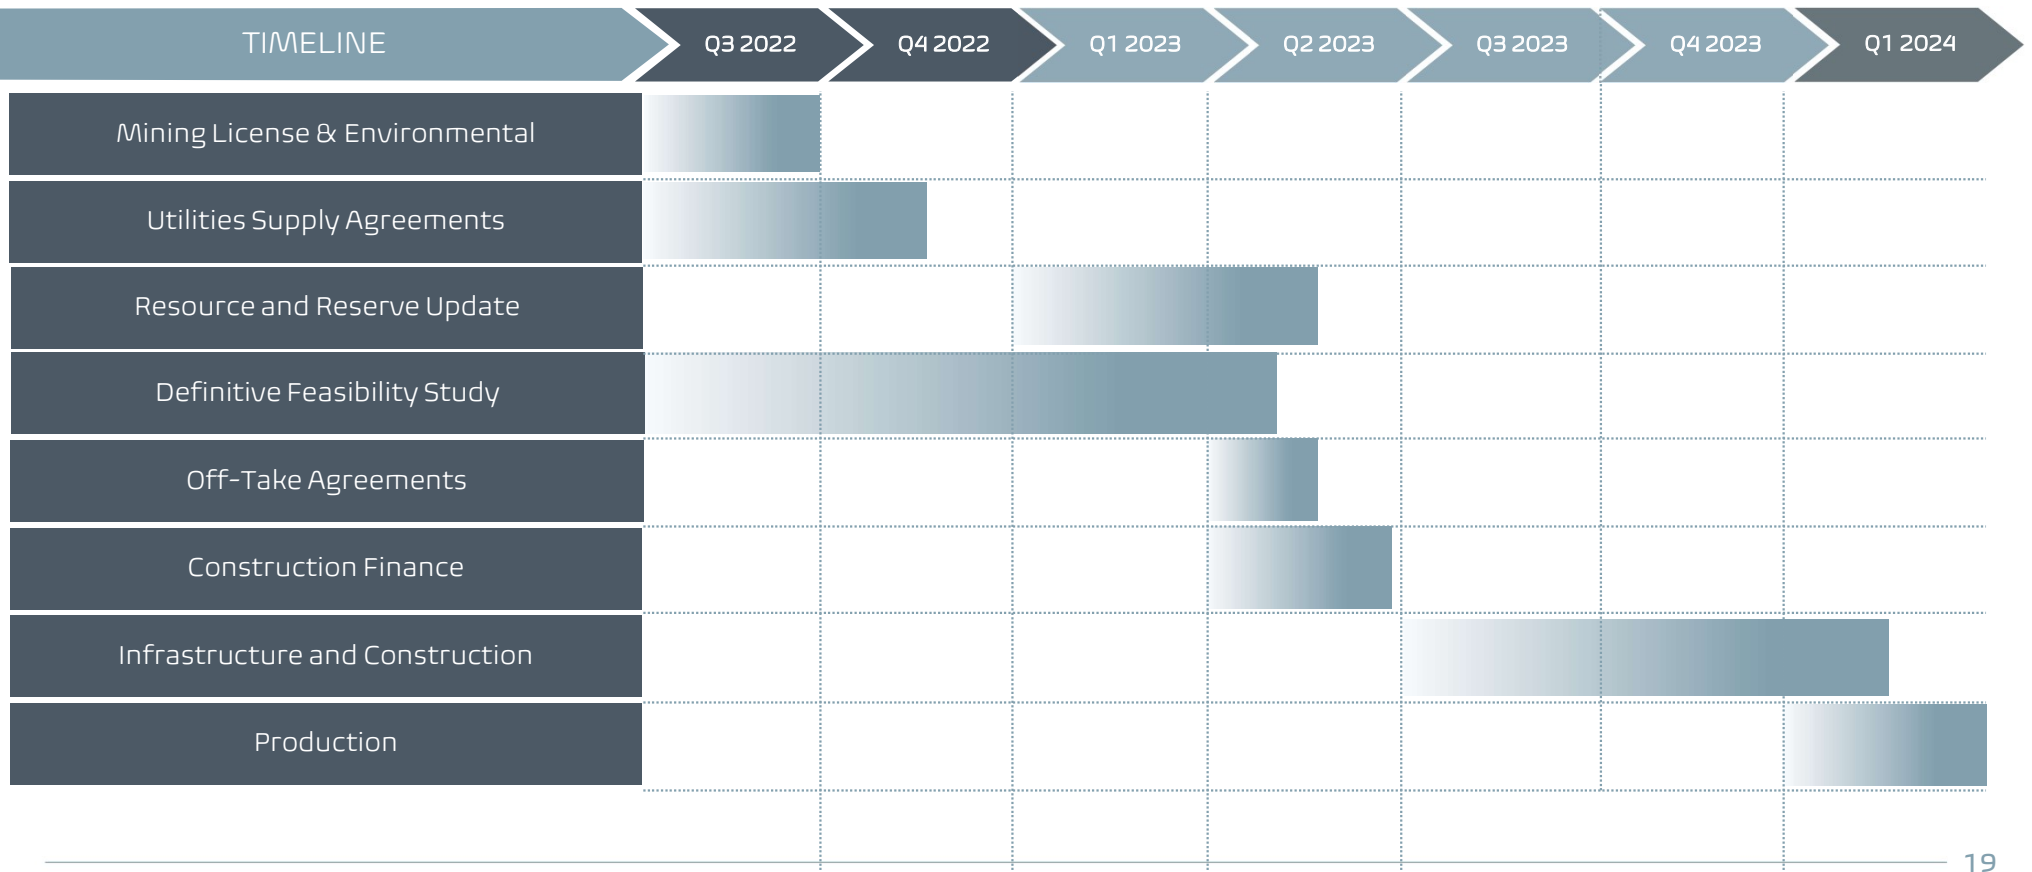 TIMELINE
Q3 2022
Q4 2022
Q1 2023
Q2 2023
Q3 2023
Q4 2023
Q1 2024
Mining License & Environmental
Utilities Supply Agreements
Resource and Reserve Update
Definitive Feasibility Study
Off-Take Agreements
Construction Finance
Infrastructure and Construction
Production
19